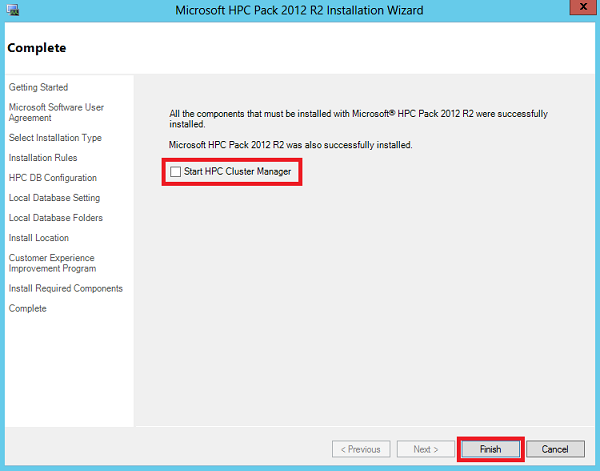 Microsoft HPC Pack 2012 R2 Installation Wizard
x
Complete
Getting Started
Microsoft Software User
Agreement
Select Installation Type
Installation Rules
HPC DB Configuration
Local Database Setting
Local Database Folders
Install Location
Customer Experience
Improvement Program
Install Required Components
Complete
All the components that must be installed with Microsoft® HPC Pack 2012 R2 were successfully
installed.
Microsoft HPC Pack 2012 R2 was also successfully installed.
Start HPC Cluster Manager
< Previous
Next >
Finish
Cancel